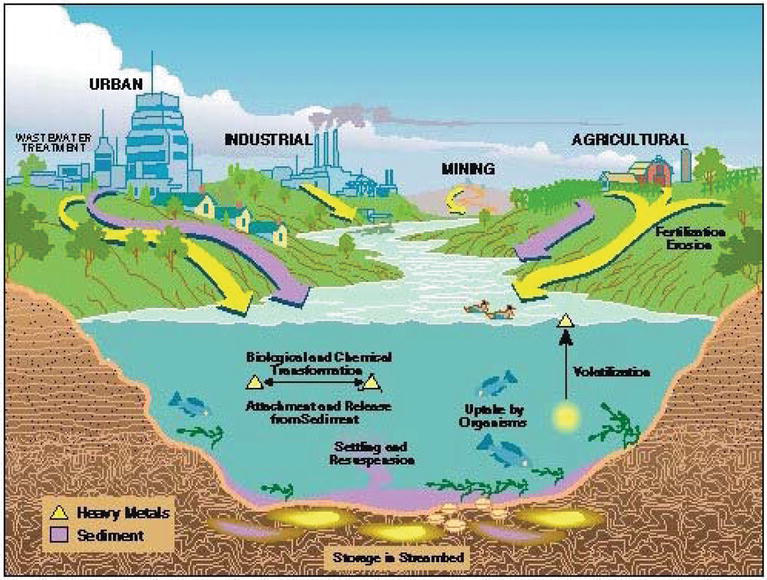 URBAN
WASTEWATER
TREATMENT
INDUSTRIAL
MINING
AGRICULTURAL
Fertilization
Erosion
Biological and Chemical
Transformation
Attachment and Release
from Sediment
Volatilization
Uptake by
Organisms
Settling and
Resuspension
Heavy Metals
Sediment
Storage in Streambed